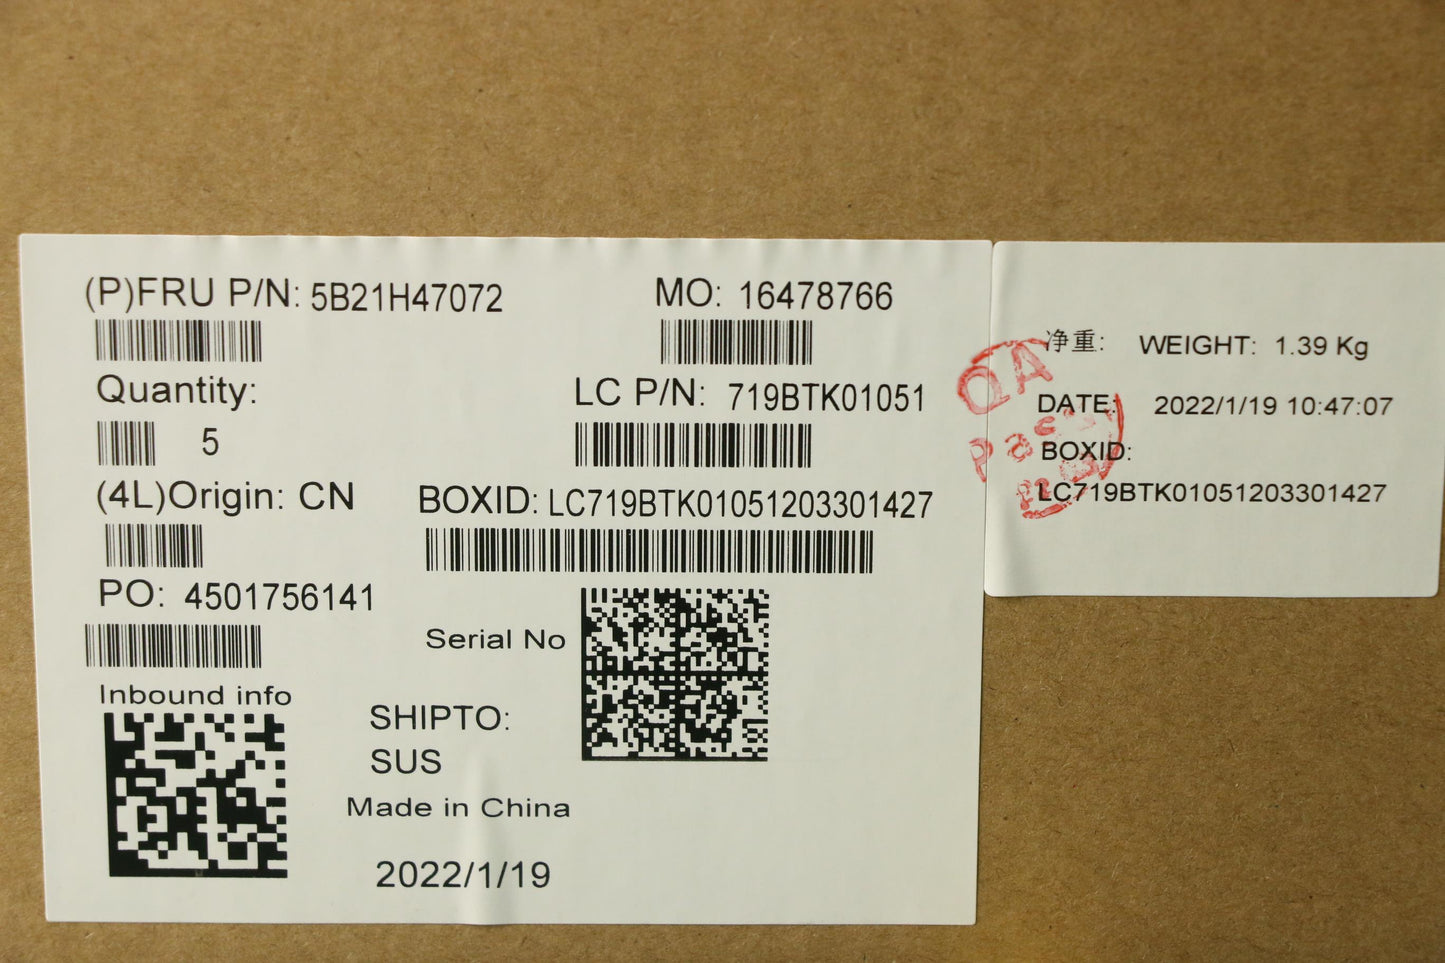 (P)FRU P/N: 5B21H47072
MO: 16478766
Quantity:
5
LC P/N: 719BTK01051
(4L)Origin: CN
BOXID: LC719BTK01051203301427
PO: 4501756141
Serial No
Inbound info
SHIPTO:
SUS
Made in China
2022/1/19
净重: WEIGHT: 1.39 Kg
DATE: 2022/1/19 10:47:07
BOXID:
LC719BTK01051203301427
QA
Pass